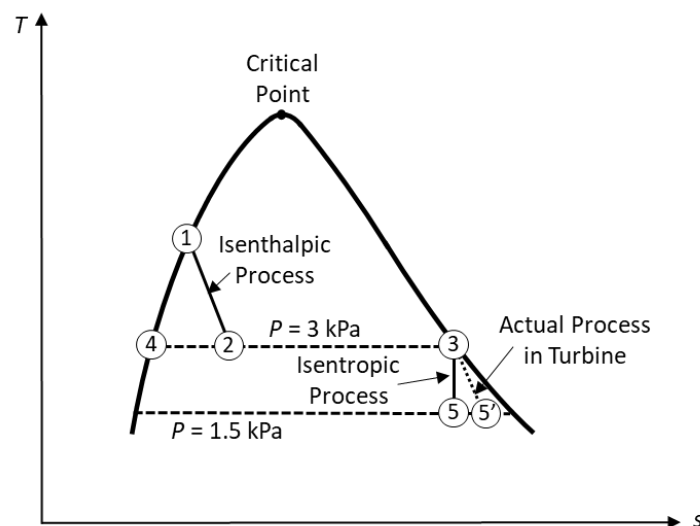 T
Critical
Point
1
Isenthalpic
Process
4
2
P = 3 kPa
3
Actual Process
in Turbine
Isentropic
Process
5
5′
P = 1.5 kPa
s